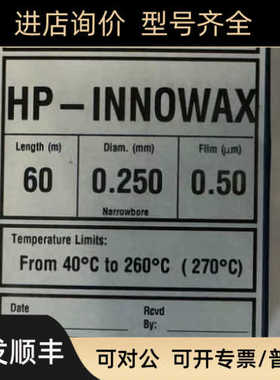 进店询价 型号齐全
HP-INNOWAX
Length (m) Diam. (mm) Film (μm)
60 0.250 0.50
Narrowbore
Temperature Limits:
From 40°C to 260°C (270°C)
Date Rcvd
By:
发顺丰 可对公 可开专票/普